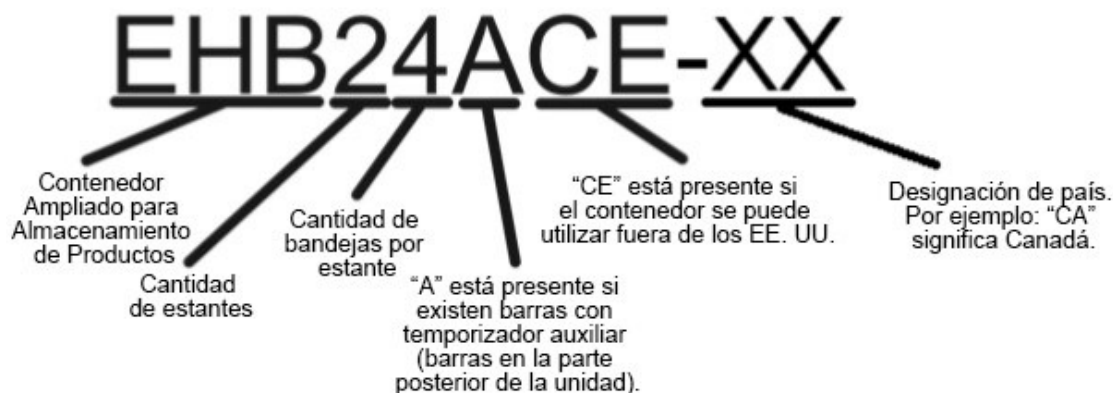 EHB24ACE-XX
Contenedor
Ampliado para
Almacenamiento
de Productos
Cantidad
de estantes
Cantidad de
bandejas por
estante
“A” está presente si
existen barras con
temporizador auxiliar
(barras en la parte
posterior de la unidad).
“CE” está presente si
el contenedor se puede
utilizar fuera de los EE. UU.
Designación de país.
Por ejemplo: “CA”
significa Canadá.